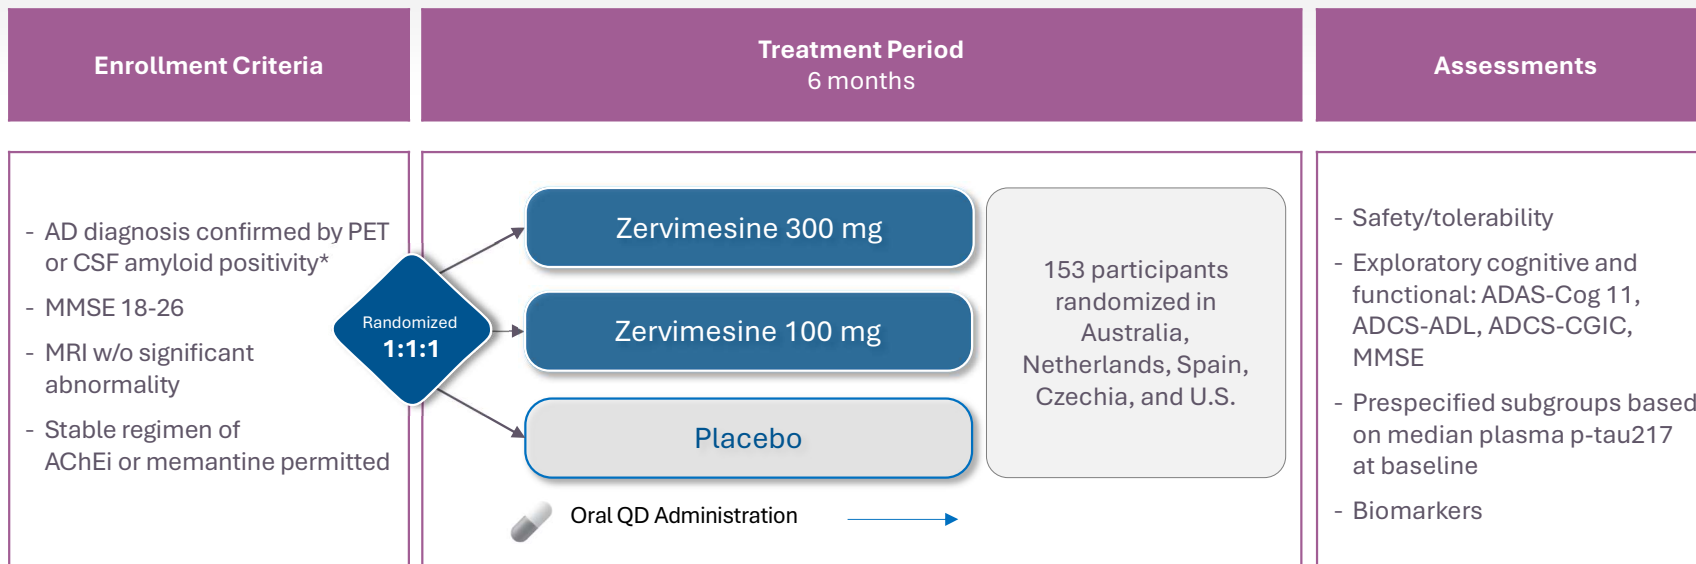 Enrollment Criteria
Treatment Period
6 months
Assessments
- AD diagnosis confirmed by PET
or CSF amyloid positivity*
- MMSE 18-26
- MRI w/o significant
abnormality
- Stable regimen of
AChEi or memantine permitted
Randomized
1:1:1
Zervimesine 300 mg
Zervimesine 100 mg
Placebo
Oral QD Administration
153 participants
randomized in
Australia,
Netherlands, Spain,
Czechia, and U.S.
- Safety/tolerability
- Exploratory cognitive and
functional: ADAS-Cog 11,
ADCS-ADL, ADCS-CGIC,
MMSE
- Prespecified subgroups based
on median plasma p-tau217
at baseline
- Biomarkers